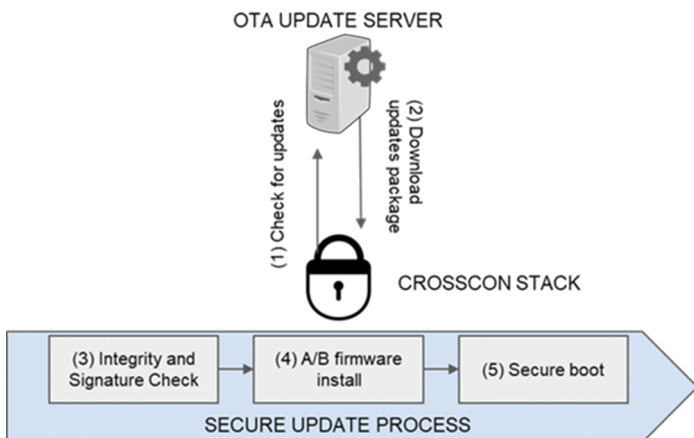 OTA UPDATE SERVER
(1) Check for updates
(2) Download
updates package
CROSSCON STACK
(3) Integrity and
Signature Check
(4) A/B firmware
install
(5) Secure boot
SECURE UPDATE PROCESS